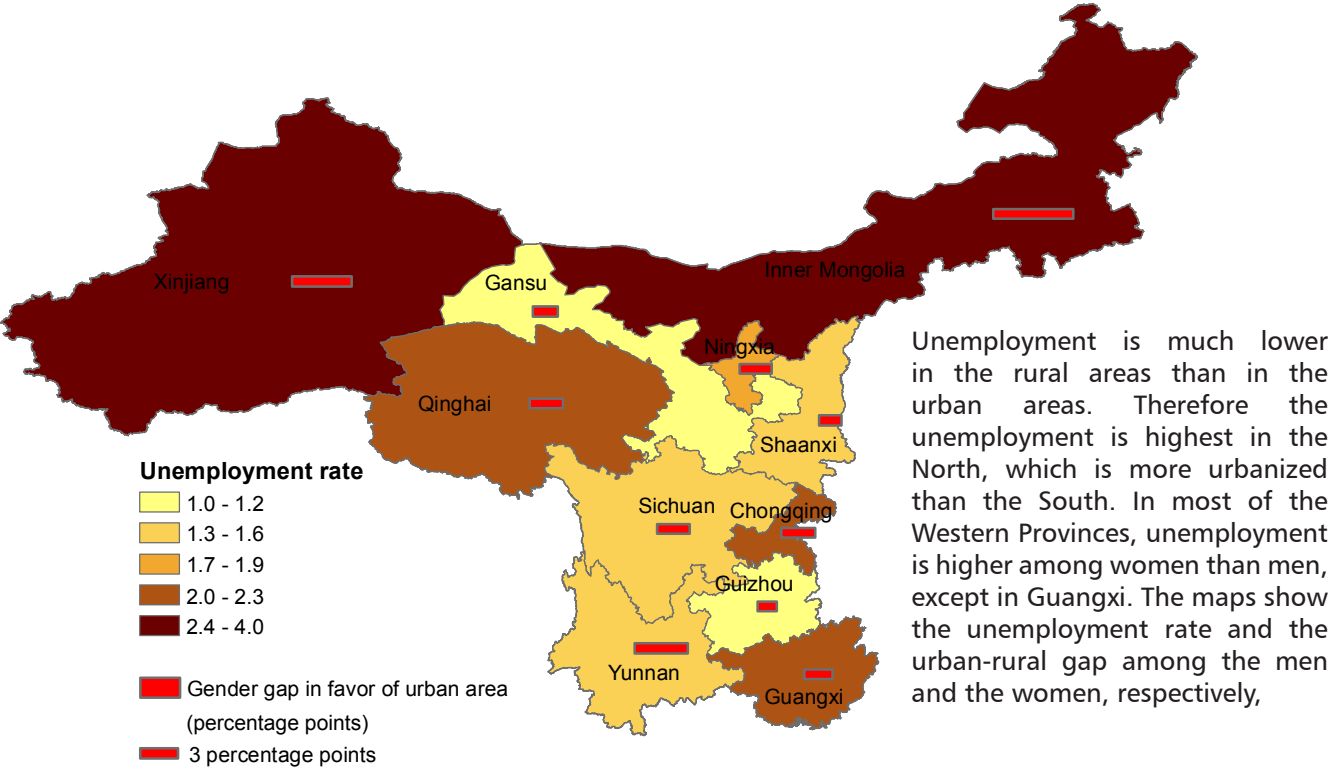 Xinjiang
Gansu
Inner Mongolia
Ningxia
Qinghai
Shaanxi
Sichuan
Chongqing
Guizhou
Yunnan
Guangxi
Unemployment rate
1.0 - 1.2
1.3 - 1.6
1.7 - 1.9
2.0 - 2.3
2.4 - 4.0
Gender gap in favor of urban area
(percentage points)
3 percentage points
Unemployment is much lower
in the rural areas than in the
urban areas. Therefore the
unemployment is highest in the
North, which is more urbanized
than the South. In most of the
Western Provinces, unemployment
is higher among women than men,
except in Guangxi. The maps show
the unemployment rate and the
urban-rural gap among the men
and the women, respectively,